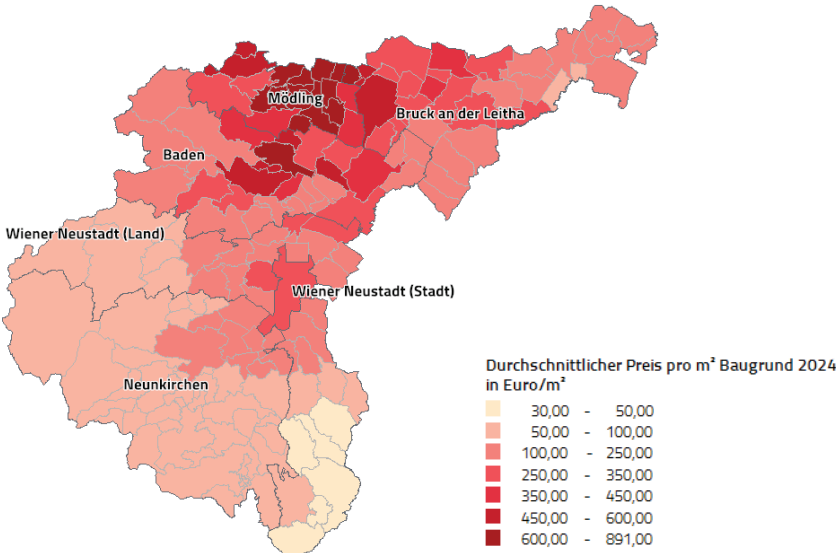 Mödling
Bruck an der Leitha
Baden
Wiener Neustadt (Land)
Wiener Neustadt (Stadt)
Neunkirchen
Durchschnittlicher Preis pro m² Baugrund 2024
in Euro/m²
30,00 - 50,00
50,00 - 100,00
100,00 - 250,00
250,00 - 350,00
350,00 - 450,00
450,00 - 600,00
600,00 - 891,00